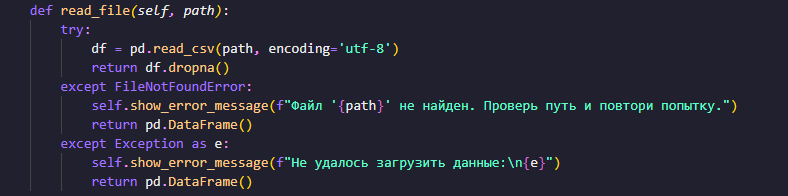 def read_file(self, path):
    try:
        df = pd.read_csv(path, encoding='utf-8')
        return df.dropna()
    except FileNotFoundError:
        self.show_error_message(f"Файл '{path}' не найден. Проверь путь и повтори попытку.")
        return pd.DataFrame()
    except Exception as e:
        self.show_error_message(f"Не удалось загрузить данные:\n{e}")
        return pd.DataFrame()